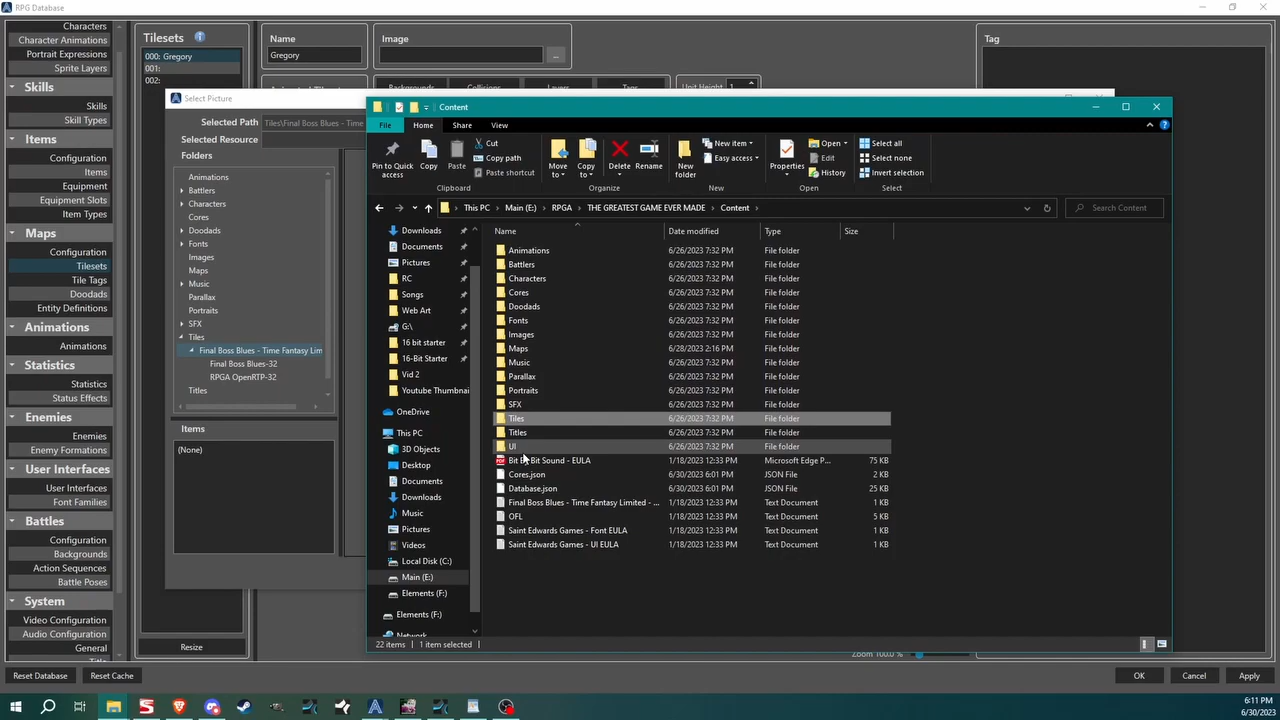 RPG Database
Characters
Character Animations
Portrait Expressions
Sprite Layers
Skills
Skills
Skill Types
Items
Configuration
Items
Equipment
Equipment Slots
Item Types
Maps
Configuration
Tilesets
Tile Tags
Doodads
Entity Definitions
Animations
Animations
Statistics
Statistics
Status Effects
Enemies
Enemies
Enemy Formations
User Interfaces
User Interfaces
Font Families
Battles
Configuration
Backgrounds
Action Sequences
Battle Poses
System
Video Configuration
Audio Configuration
General
Reset Database
Reset Cache
Tilesets
000: Gregory
001:
002:
Resize
Name
Gregory
Image
...
Backgrounds
Collisions
Layers
Tags
Unit Height
1
Tag
Select Picture
Selected Path
Tiles\Final Boss Blues - Time
Selected Resource
Folders
Animations
Battlers
Characters
Cores
Doodads
Fonts
Images
Maps
Music
Parallax
Portraits
SFX
Tiles
Final Boss Blues - Time Fantasy Lim
Final Boss Blues-32
RPGA OpenRTP-32
Titles
Items
(None)
Content
File
Home
Share
View
Pin to Quick access
Copy
Paste
Cut
Copy path
Paste shortcut
Clipboard
Move to
Copy to
Delete
Rename
Organize
New folder
New item
Easy access
New
Properties
Open
Edit
History
Open
Select all
Select none
Invert selection
Select
This PC > Main (E:) > RPGA > THE GREATEST GAME EVER MADE > Content >
Search Content
Downloads
Documents
Pictures
RC
Songs
Web Art
G:\
16 bit starter
16-Bit Starter
Vid 2
Youtube Thumbnai
OneDrive
This PC
3D Objects
Desktop
Documents
Downloads
Music
Pictures
Videos
Local Disk (C:)
Main (E:)
Elements (F:)
Elements (F:)
Network
Name Date modified Type Size
Animations 6/26/2023 7:32 PM File folder
Battlers 6/26/2023 7:32 PM File folder
Characters 6/26/2023 7:32 PM File folder
Cores 6/26/2023 7:32 PM File folder
Doodads 6/26/2023 7:32 PM File folder
Fonts 6/26/2023 7:32 PM File folder
Images 6/26/2023 7:32 PM File folder
Maps 6/28/2023 2:16 PM File folder
Music 6/26/2023 7:32 PM File folder
Parallax 6/26/2023 7:32 PM File folder
Portraits 6/26/2023 7:32 PM File folder
SFX 6/26/2023 7:32 PM File folder
Tiles 6/26/2023 7:32 PM File folder
Titles 6/26/2023 7:32 PM File folder
UI 6/26/2023 7:32 PM File folder
Bit By Bit Sound - EULA 1/18/2023 12:33 PM Microsoft Edge P... 75 KB
Cores.json 6/30/2023 6:01 PM JSON File 2 KB
Database.json 6/30/2023 6:01 PM JSON File 25 KB
Final Boss Blues - Time Fantasy Limited - ... 1/18/2023 12:33 PM Text Document 1 KB
OFL 1/18/2023 12:33 PM Text Document 5 KB
Saint Edwards Games - Font EULA 1/18/2023 12:33 PM Text Document 1 KB
Saint Edwards Games - UI EULA 1/18/2023 12:33 PM Text Document 1 KB
22 items 1 item selected
Zoom 100.0 %
OK
Cancel
Apply
6:11 PM
6/30/2023